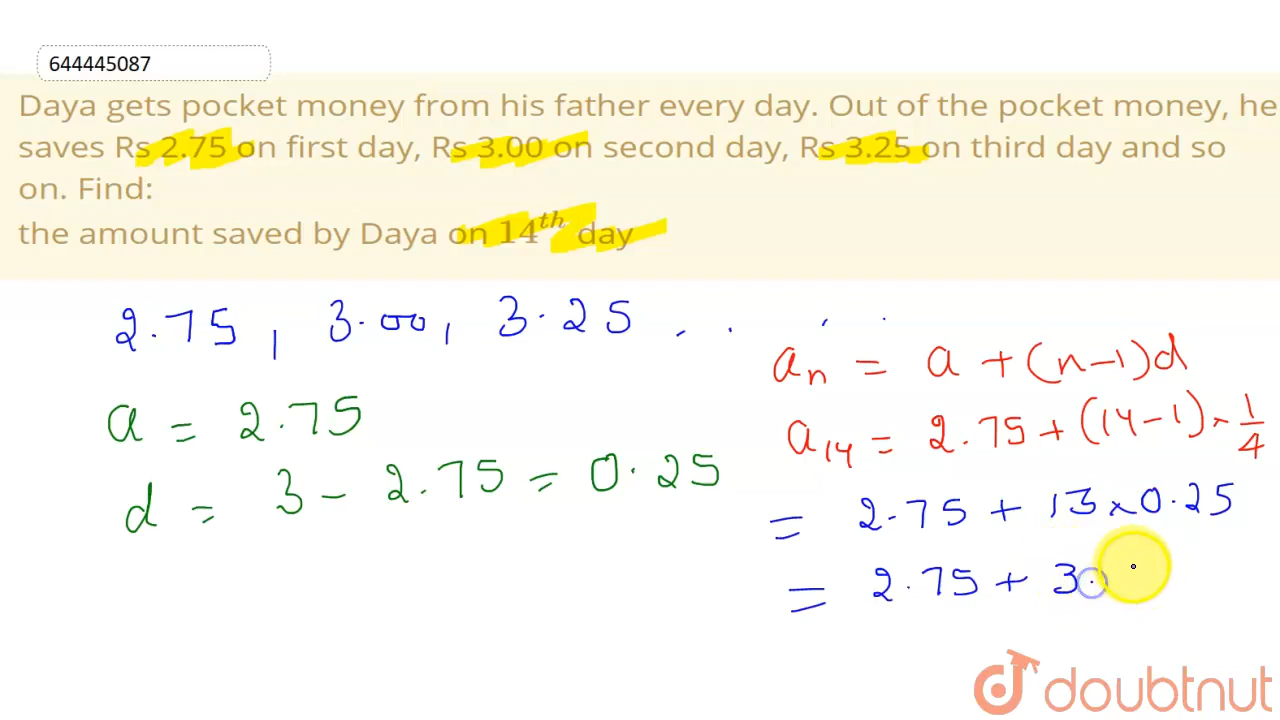 644445087
Daya gets pocket money from his father every day. Out of the pocket money, he
saves Rs 2.75 on first day, Rs 3.00 on second day, Rs 3.25 on third day and so
on. Find:
the amount saved by Daya on 14th day
2.75, 3.00, 3.25 . . . .
a = 2.75
d = 3 - 2.75 = 0.25
an = a + (n-1)d
a14 = 2.75 + (14-1) × 1/4
= 2.75 + 13 × 0.25
= 2.75 + 3.
doubtnut